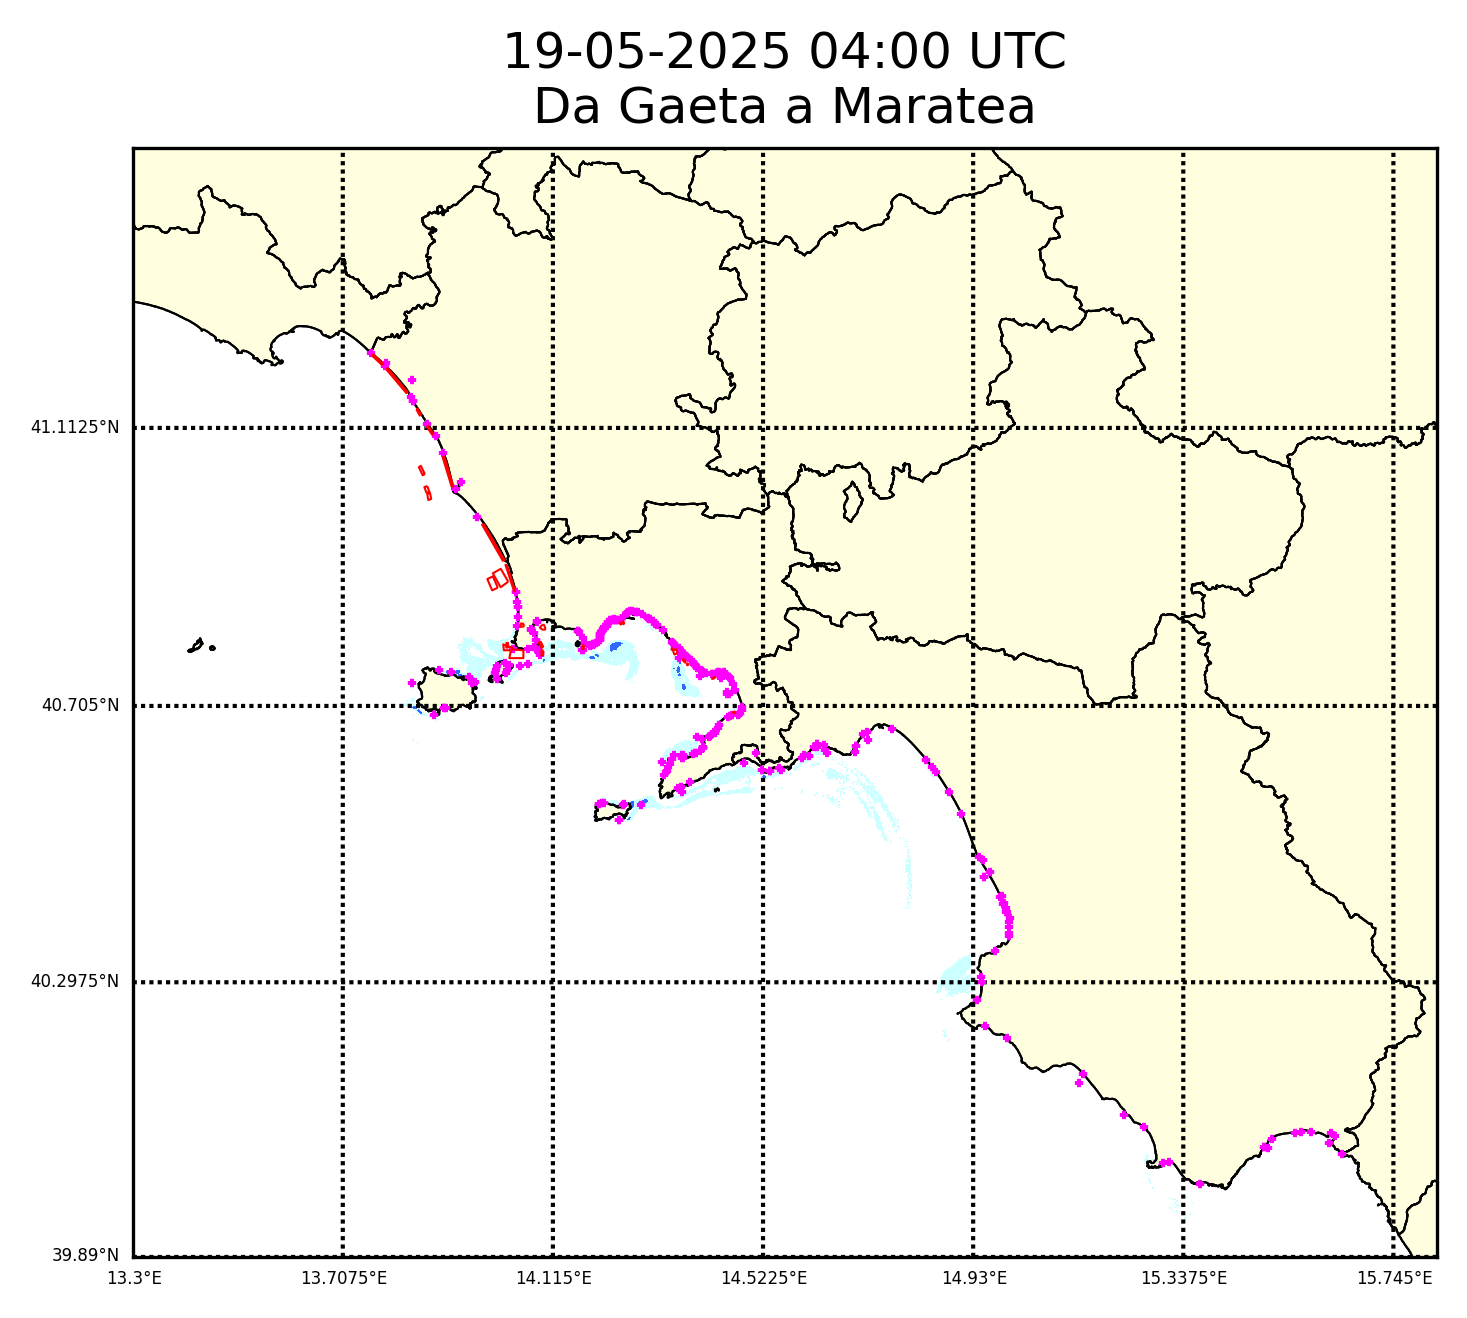 19-05-2025 04:00 UTC
Da Gaeta a Maratea
41.1125°N
40.705°N
40.2975°N
39.89°N
13.3°E 13.7075°E 14.115°E 14.5225°E 14.93°E 15.3375°E 15.745°E